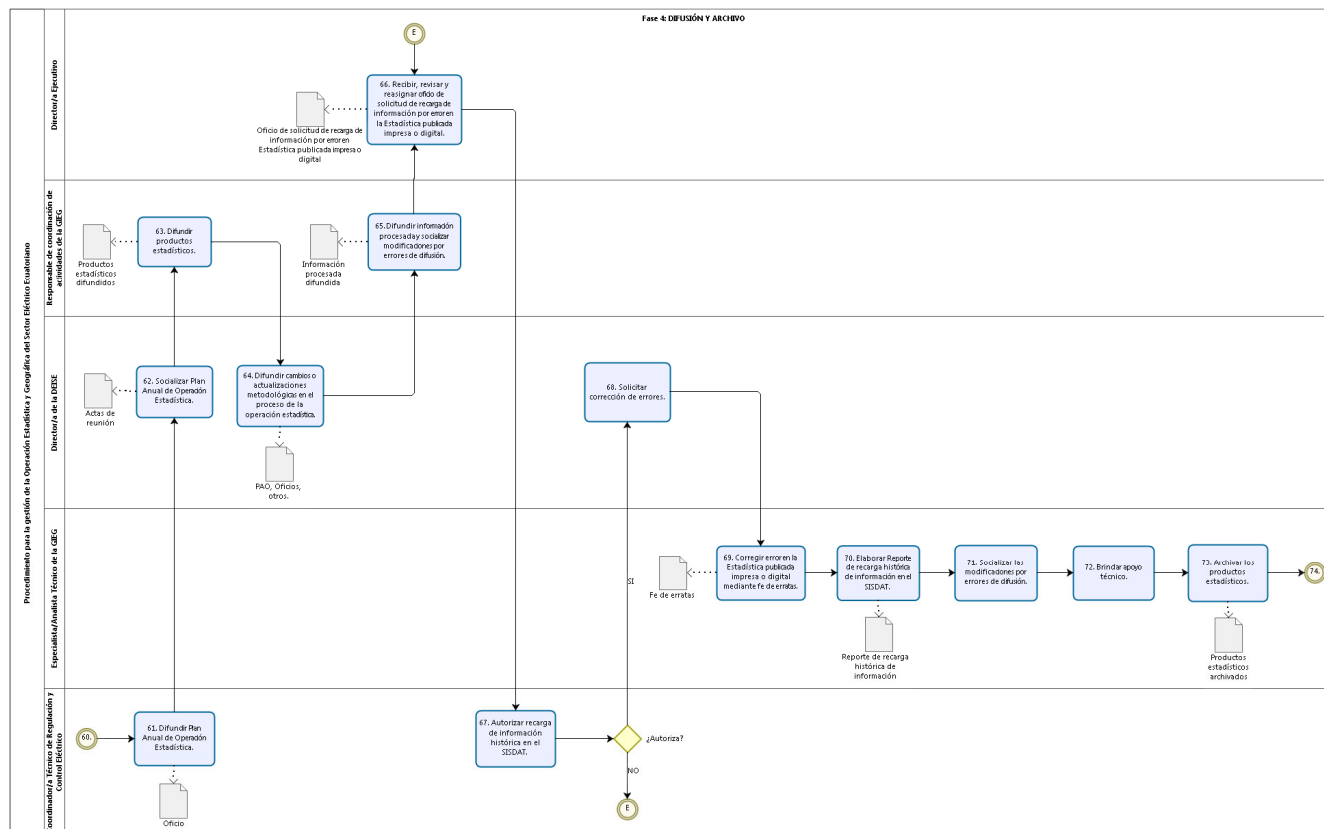 Fase 4: DIFUSIÓN Y ARCHIVO
Procedimiento para la gestión de la Operación Estadística y Geográfica del Sector Eléctrico Ecuatoriano
Director/a Ejecutivo
E
66. Recibir, revisar y
reasignar oficio de
solicitud de recarga de
información por error en
la Estadística publicada
impresa o digital.
Oficio de solicitud de recarga de
información por error en
Estadística publicada impresa o
digital
Responsable de coordinación de
actividades de la GIEG
63. Difundir
productos
estadísticos.
Productos
estadísticos
difundidos
65. Difundir información
procesada y socializar
modificaciones por
errores de difusión.
Información
procesada
difundida
Director/a de la DEISE
62. Socializar Plan
Anual de Operación
Estadística.
Actas de
reunión
64. Difundir cambios o
actualizaciones
metodológicas en el
proceso de la
operación estadística.
PAO, Oficios,
otros.
68. Solicitar
corrección de errores.
Especialista/Analista Técnico de la GIEG
SI
Fe de erratas
69. Corregir error en la
Estadística publicada
impresa o digital
mediante fe de erratas.
70. Elaborar Reporte
de recarga histórica
de información en el
SISDAT.
Reporte de recarga
histórica de
información
71. Socializar las
modificaciones por
errores de difusión.
72. Brindar apoyo
técnico.
73. Archivar los
productos
estadísticos.
Productos
estadísticos
archivados
74.
Coordinador/a Técnico de Regulación y
Control Eléctrico
60.
61. Difundir Plan
Anual de Operación
Estadística.
Oficio
67. Autorizar recarga
de información
histórica en el
SISDAT.
¿Autoriza?
NO
E